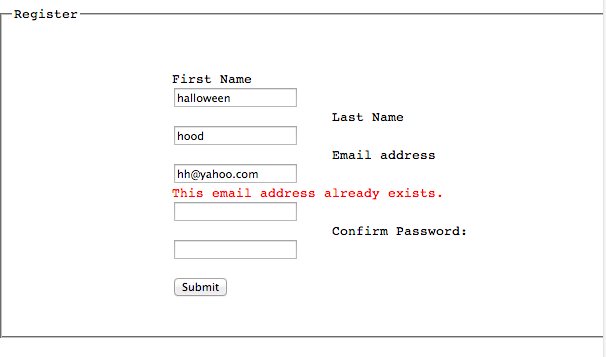 Register
First Name
halloween
Last Name
hood
Email address
hh@yahoo.com
This email address already exists.
Confirm Password:
Submit